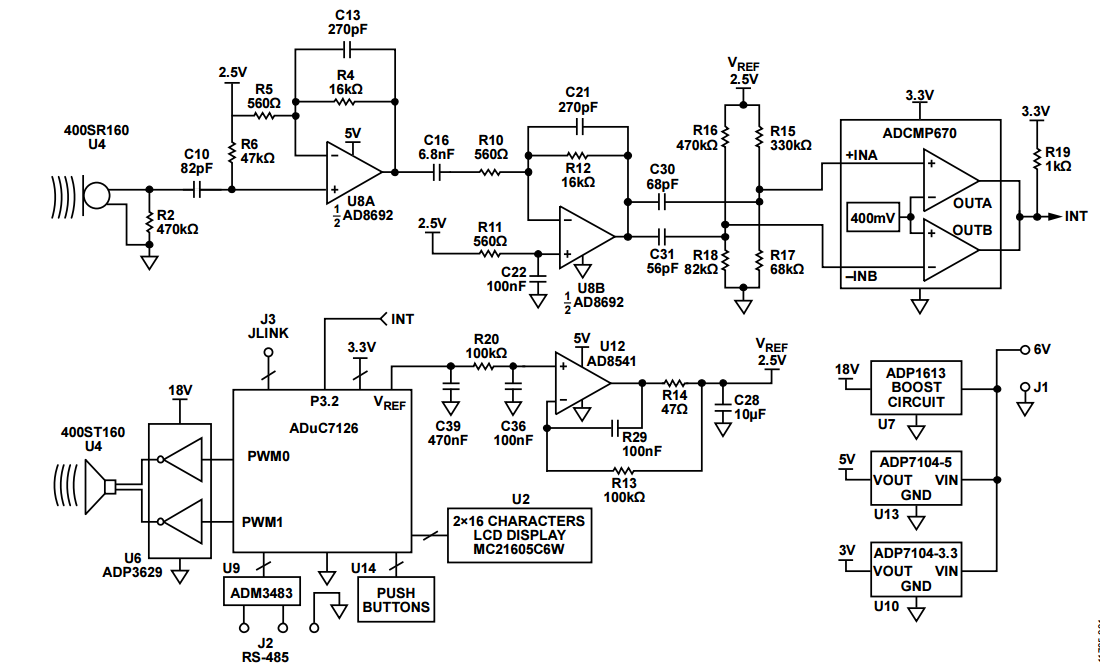 C13
270pF
R4
16kΩ
2.5V
R5
560Ω
R6
47kΩ
400SR160
U4
C10
82pF
R2
470kΩ
5V
−
+
U8A
1/2 AD8692
C16
6.8nF
R10
560Ω
C21
270pF
R12
16kΩ
2.5V
R11
560Ω
C22
100nF
−
+
U8B
1/2 AD8692
C30
68pF
C31
56pF
VREF
2.5V
R16
470kΩ
R15
330kΩ
R18
82kΩ
R17
68kΩ
3.3V
ADCMP670
+INA
−INB
400mV
+
−
OUTA
OUTB
+
−
3.3V
R19
1kΩ
INT
J3
JLINK
INT
3.3V
P3.2
VREF
ADuC7126
PWM0
PWM1
18V
400ST160
U4
U6
ADP3629
U9
ADM3483
J2
RS-485
U14
PUSH
BUTTONS
U2
2×16 CHARACTERS
LCD DISPLAY
MC21605C6W
R20
100kΩ
C39
470nF
C36
100nF
5V
U12
AD8541
+
−
R14
47Ω
R29
100nF
R13
100kΩ
C28
10µF
VREF
2.5V
18V
ADP1613
BOOST
CIRCUIT
U7
6V
J1
5V
ADP7104-5
VOUT VIN
GND
U13
3V
ADP7104-3.3
VOUT VIN
GND
U10